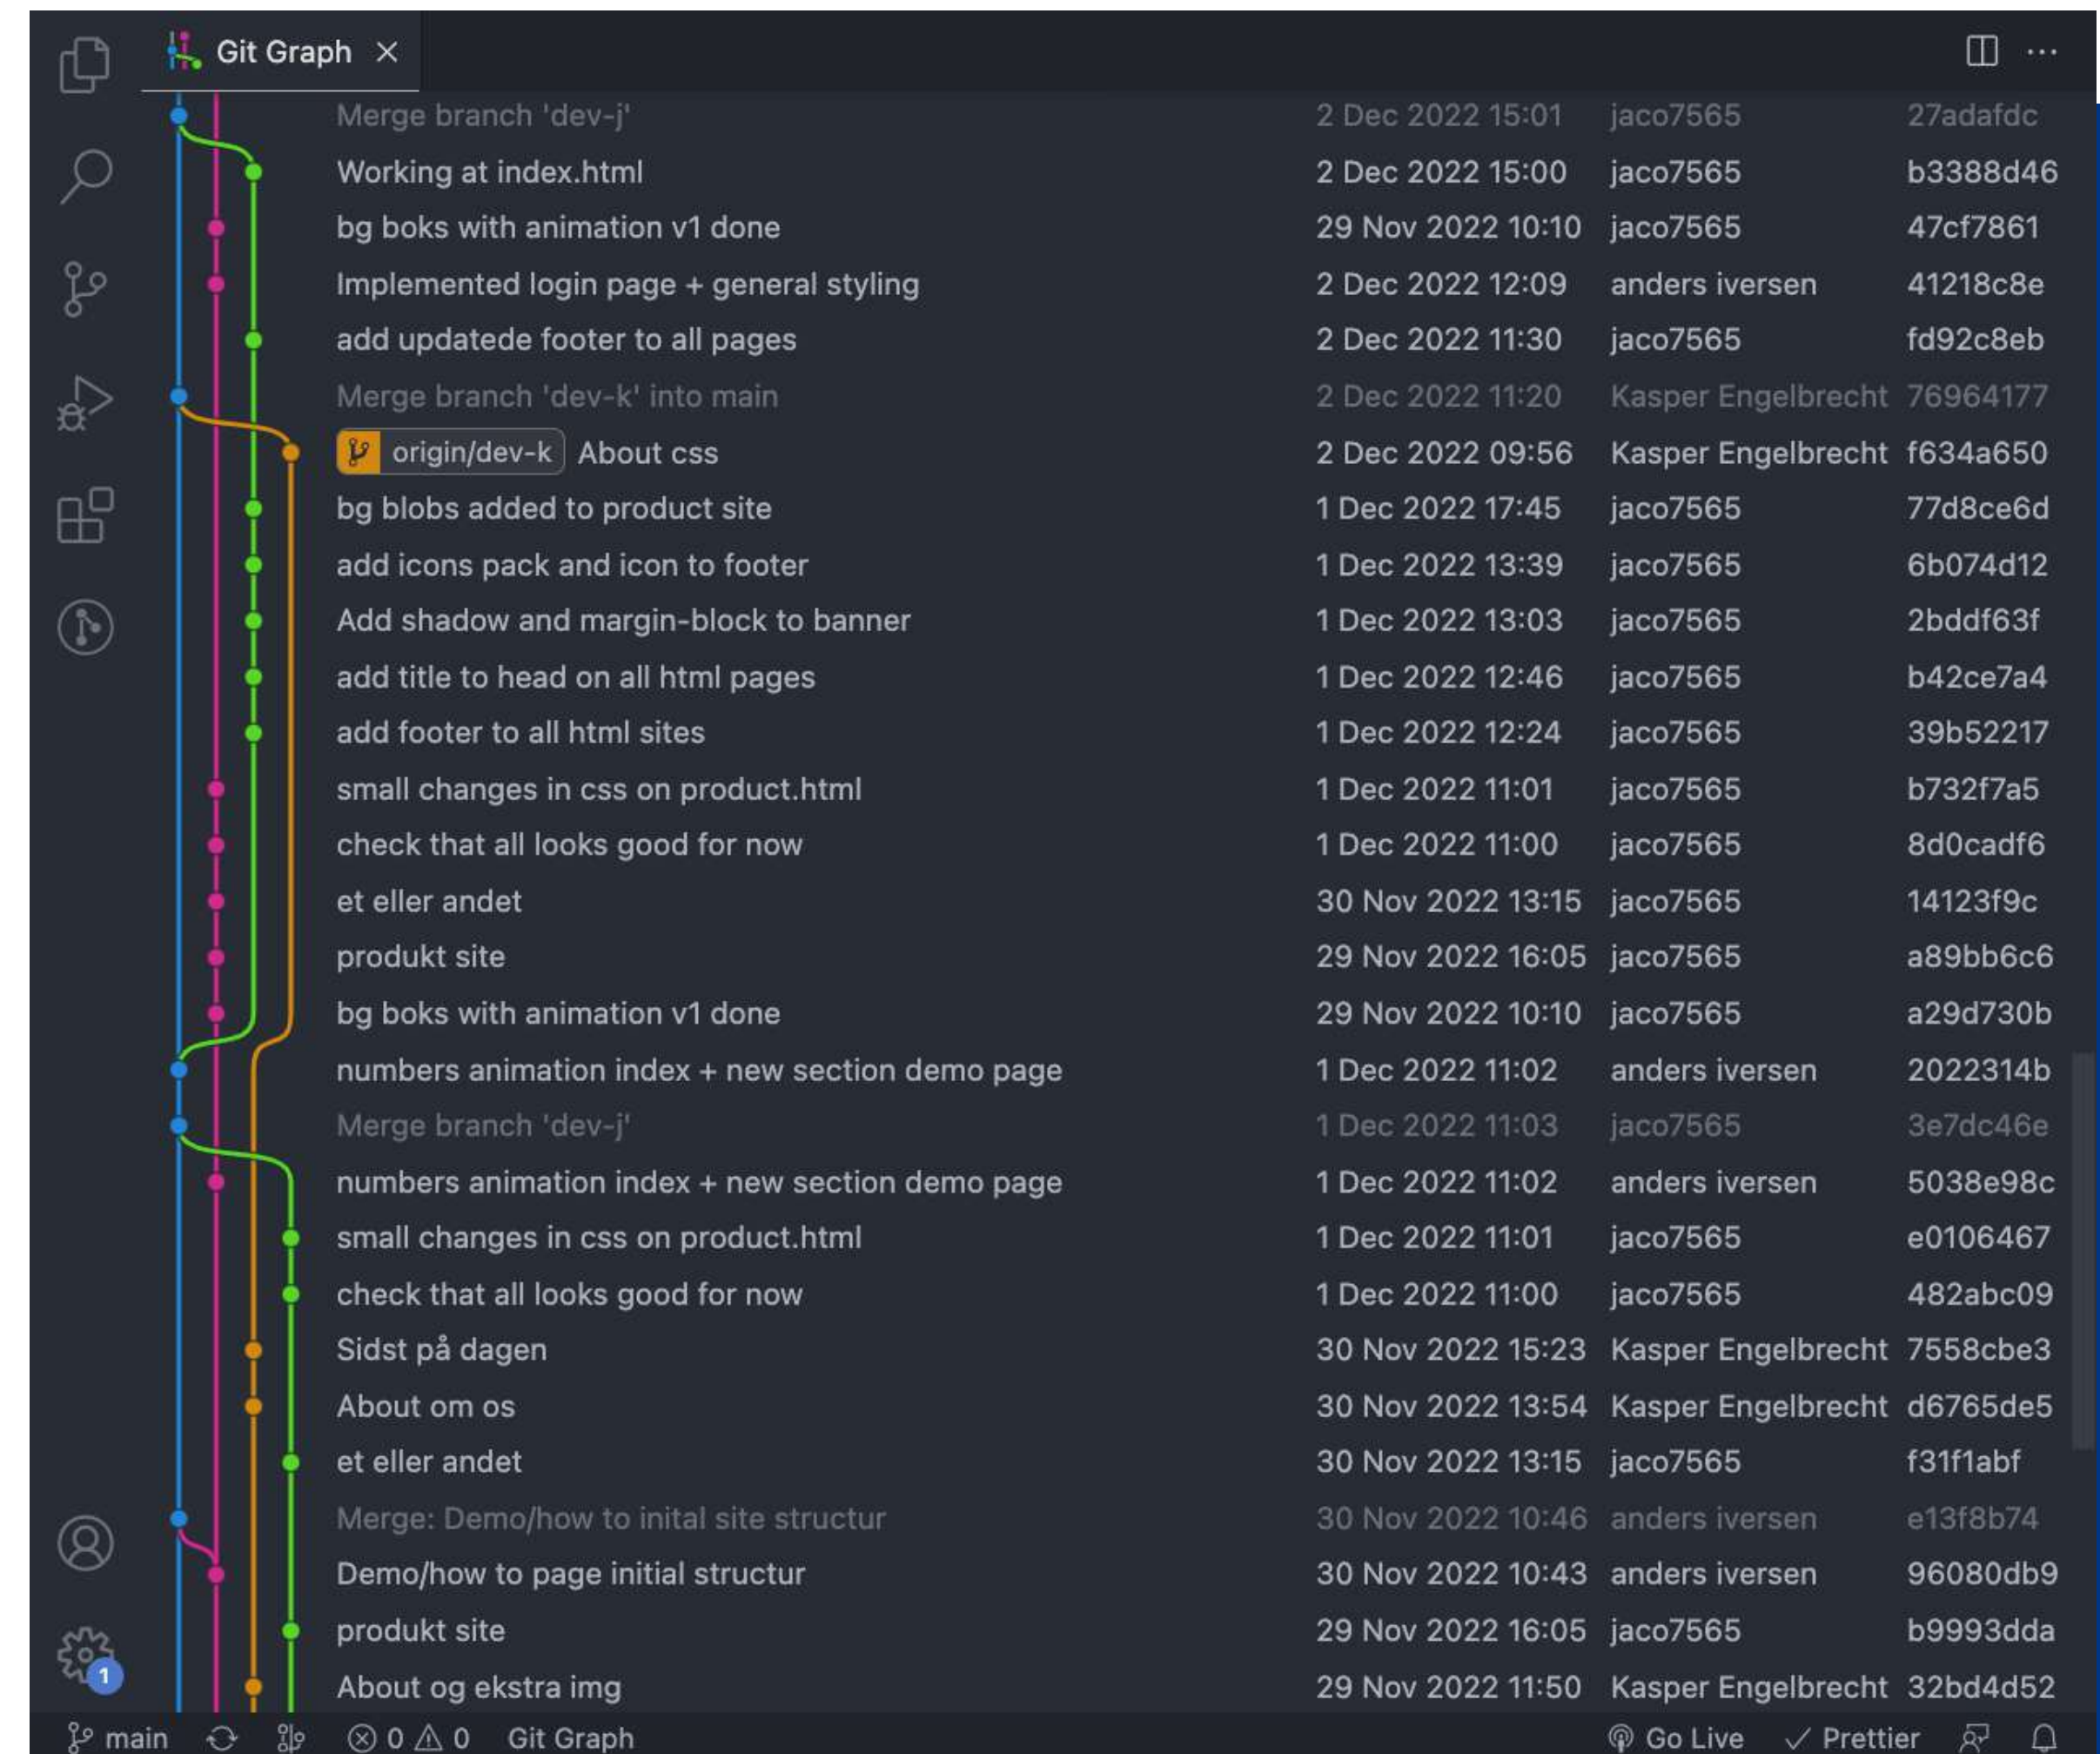 Git Graph
Merge branch 'dev-j' 2 Dec 2022 15:01 jaco7565 27adafdc
Working at index.html 2 Dec 2022 15:00 jaco7565 b3388d46
bg boks with animation v1 done 29 Nov 2022 10:10 jaco7565 47cf7861
Implemented login page + general styling 2 Dec 2022 12:09 anders iversen 41218c8e
add updatede footer to all pages 2 Dec 2022 11:30 jaco7565 fd92c8eb
Merge branch 'dev-k' into main 2 Dec 2022 11:20 Kasper Engelbrecht 76964177
origin/dev-k About css 2 Dec 2022 09:56 Kasper Engelbrecht f634a650
bg blobs added to product site 1 Dec 2022 17:45 jaco7565 77d8ce6d
add icons pack and icon to footer 1 Dec 2022 13:39 jaco7565 6b074d12
Add shadow and margin-block to banner 1 Dec 2022 13:03 jaco7565 2bddf63f
add title to head on all html pages 1 Dec 2022 12:46 jaco7565 b42ce7a4
add footer to all html sites 1 Dec 2022 12:24 jaco7565 39b52217
small changes in css on product.html 1 Dec 2022 11:01 jaco7565 b732f7a5
check that all looks good for now 1 Dec 2022 11:00 jaco7565 8d0cadf6
et eller andet 30 Nov 2022 13:15 jaco7565 14123f9c
produkt site 29 Nov 2022 16:05 jaco7565 a89bb6c6
bg boks with animation v1 done 29 Nov 2022 10:10 jaco7565 a29d730b
numbers animation index + new section demo page 1 Dec 2022 11:02 anders iversen 2022314b
Merge branch 'dev-j' 1 Dec 2022 11:03 jaco7565 3e7dc46e
numbers animation index + new section demo page 1 Dec 2022 11:02 anders iversen 5038e98c
small changes in css on product.html 1 Dec 2022 11:01 jaco7565 e0106467
check that all looks good for now 1 Dec 2022 11:00 jaco7565 482abc09
Sidst på dagen 30 Nov 2022 15:23 Kasper Engelbrecht 7558cbe3
About om os 30 Nov 2022 13:54 Kasper Engelbrecht d6765de5
et eller andet 30 Nov 2022 13:15 jaco7565 f31f1abf
Merge: Demo/how to inital site structur 30 Nov 2022 10:46 anders iversen e13f8b74
Demo/how to page initial structur 30 Nov 2022 10:43 anders iversen 96080db9
produkt site 29 Nov 2022 16:05 jaco7565 b9993dda
1
About og ekstra img 29 Nov 2022 11:50 Kasper Engelbrecht 32bd4d52
main 0 0 Git Graph Go Live Prettier